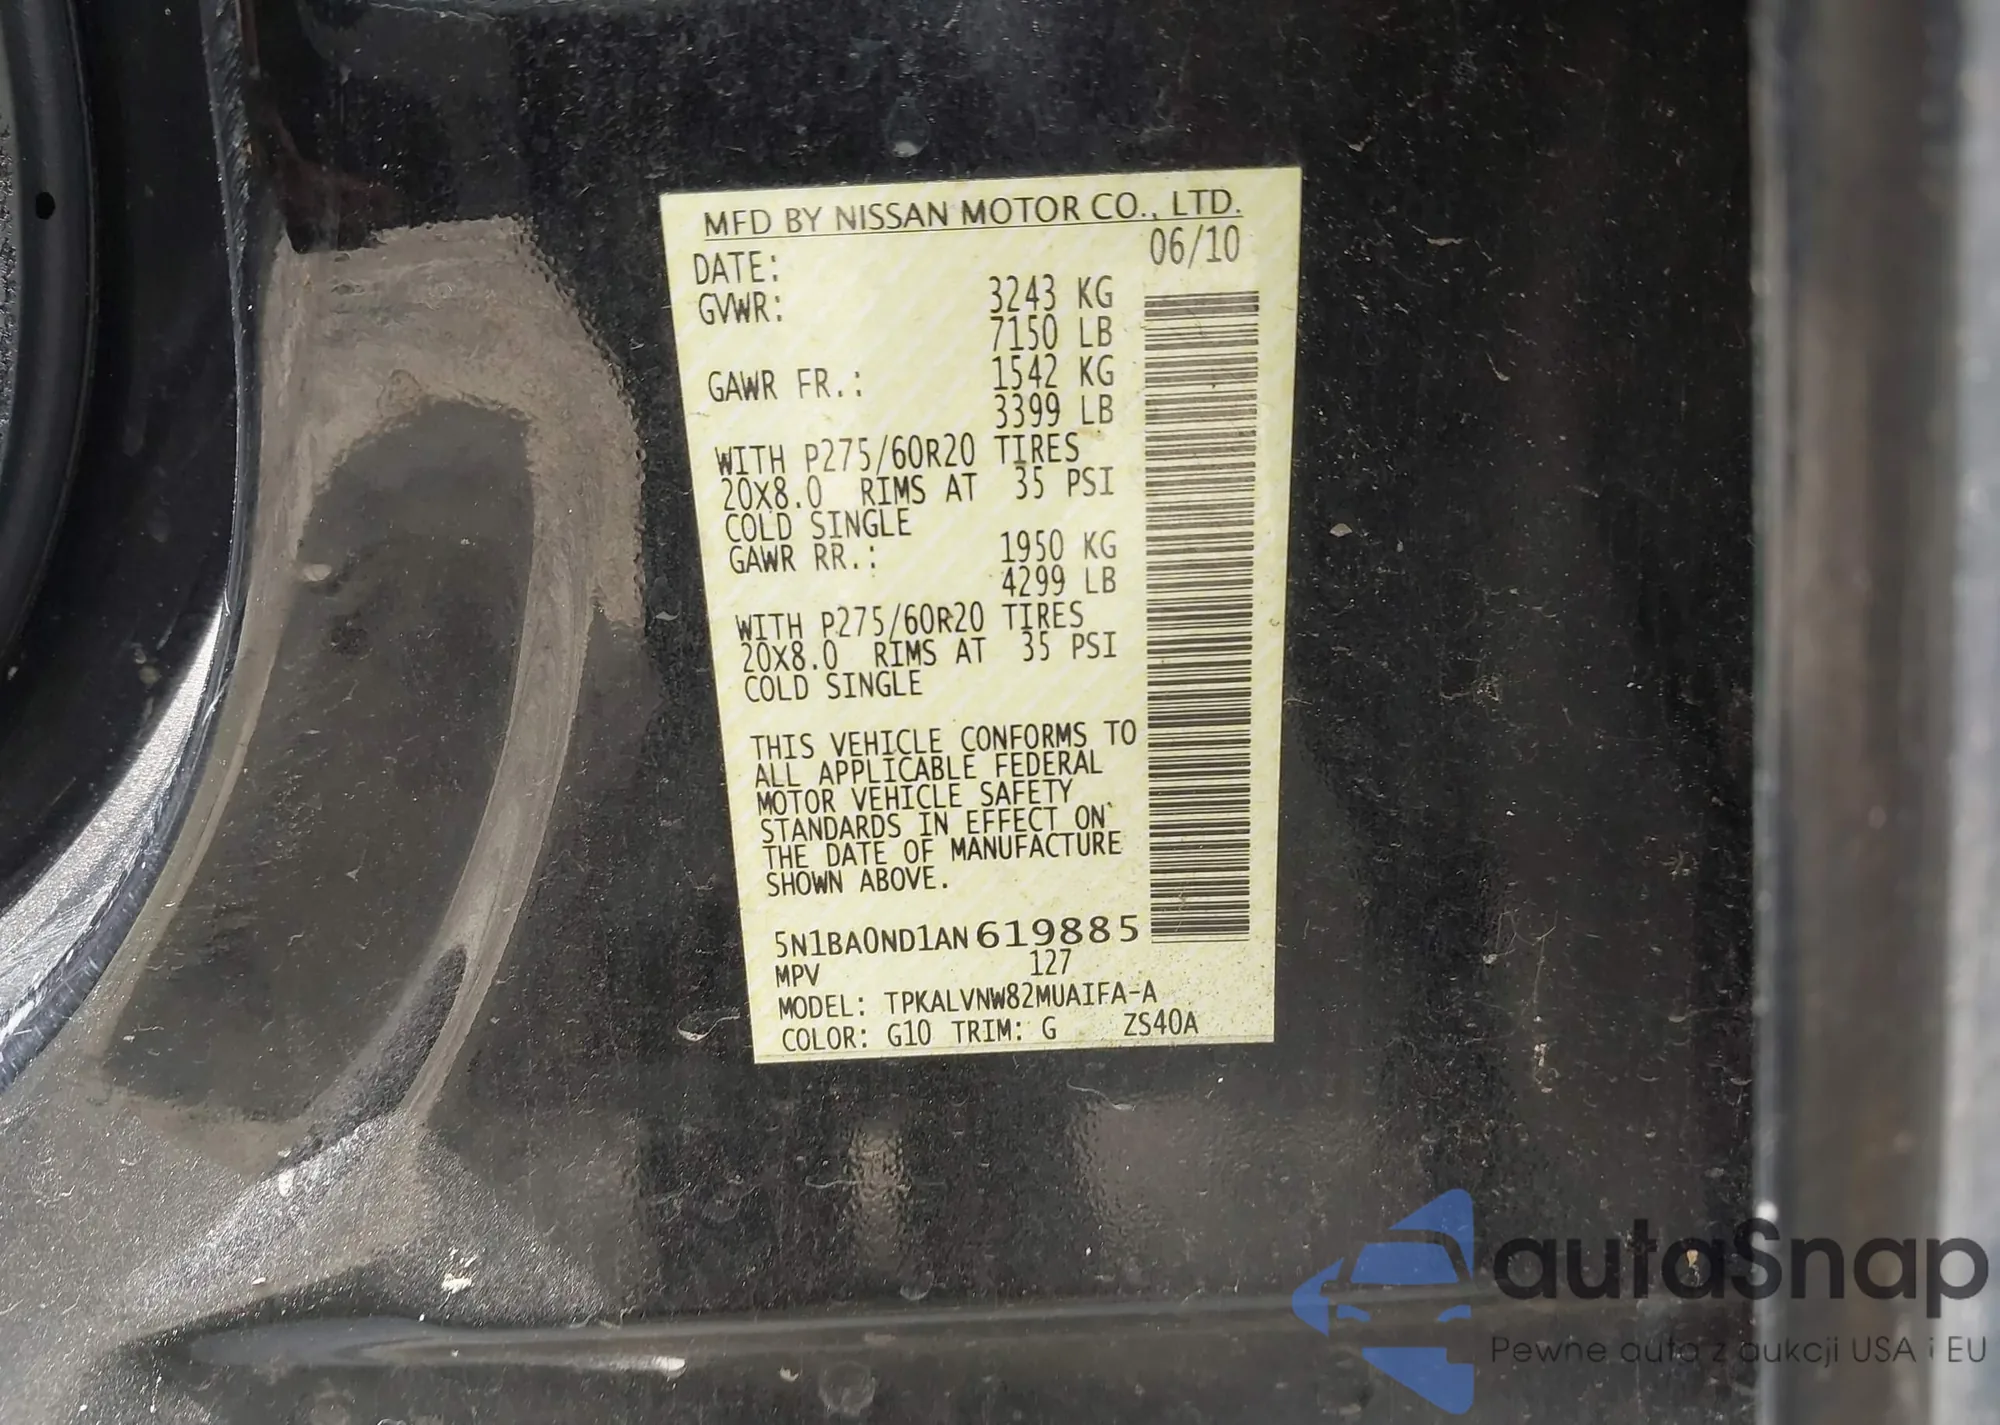 MFD BY NISSAN MOTOR CO., LTD.
DATE: 06/10
GVWR: 3243 KG
7150 LB
GAWR FR.: 1542 KG
3399 LB
WITH P275/60R20 TIRES
20X8.0 RIMS AT 35 PSI
COLD SINGLE
GAWR RR.: 1950 KG
4299 LB
WITH P275/60R20 TIRES
20X8.0 RIMS AT 35 PSI
COLD SINGLE
THIS VEHICLE CONFORMS TO
ALL APPLICABLE FEDERAL
MOTOR VEHICLE SAFETY
STANDARDS IN EFFECT ON
THE DATE OF MANUFACTURE
SHOWN ABOVE.
5N1BA0ND1AN619885
MPV 127
MODEL: TPKALVNW82MUAIFA-A
COLOR: G10 TRIM: G ZS40A
autaSnap
Pewne auta z aukcji USA i EU